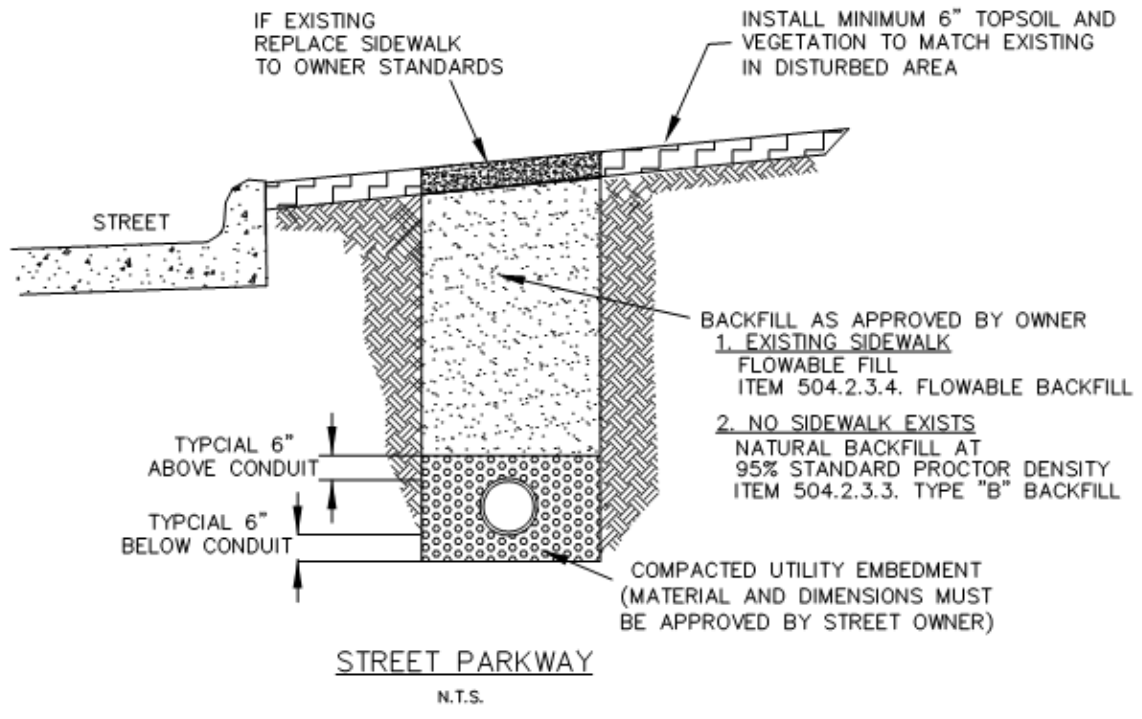 IF EXISTING
REPLACE SIDEWALK
TO OWNER STANDARDS
INSTALL MINIMUM 6" TOPSOIL AND
VEGETATION TO MATCH EXISTING
IN DISTURBED AREA
STREET
BACKFILL AS APPROVED BY OWNER
1. EXISTING SIDEWALK
FLOWABLE FILL
ITEM 504.2.3.4. FLOWABLE BACKFILL
2. NO SIDEWALK EXISTS
NATURAL BACKFILL AT
95% STANDARD PROCTOR DENSITY
ITEM 504.2.3.3. TYPE "B" BACKFILL
TYPCIAL 6"
ABOVE CONDUIT
TYPCIAL 6"
BELOW CONDUIT
COMPACTED UTILITY EMBEDMENT
(MATERIAL AND DIMENSIONS MUST
BE APPROVED BY STREET OWNER)
STREET PARKWAY
N.T.S.